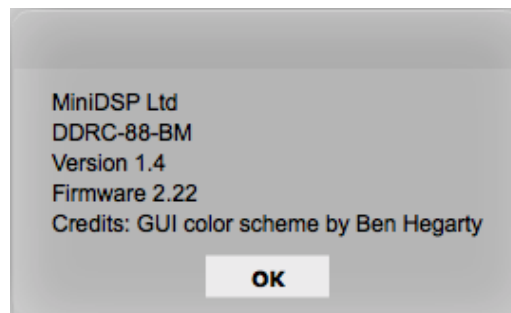 MiniDSP Ltd
DDRC-88-BM
Version 1.4
Firmware 2.22
Credits: GUI color scheme by Ben Hegarty
OK